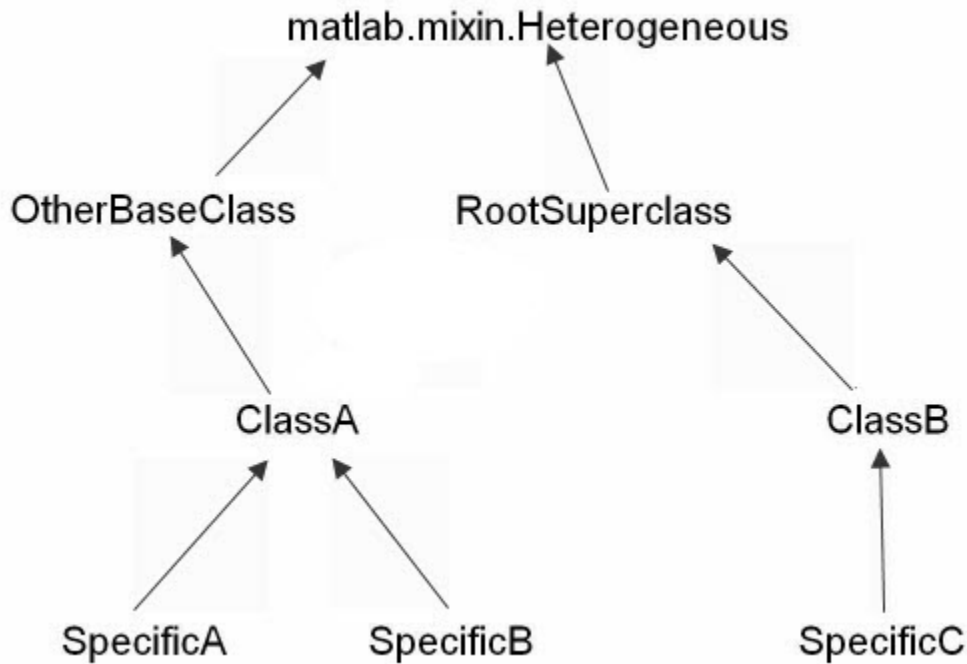 matlab.mixin.Heterogeneous
OtherBaseClass
RootSuperclass
ClassA
ClassB
SpecificA
SpecificB
SpecificC